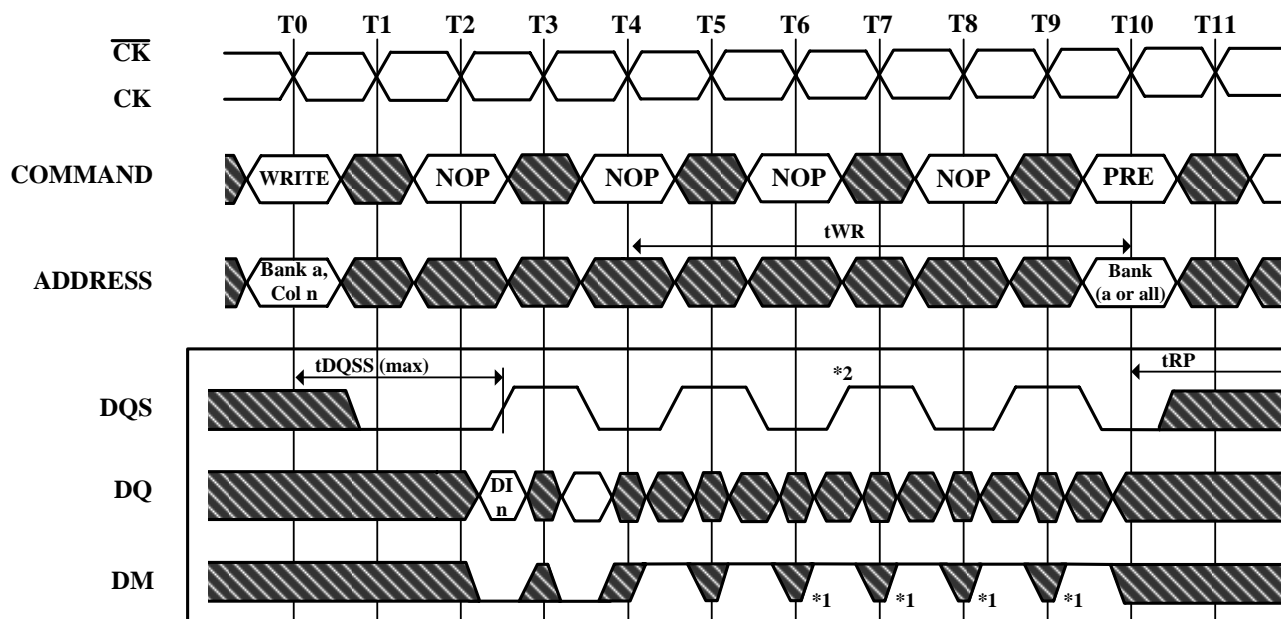 T0 T1 T2 T3 T4 T5 T6 T7 T8 T9 T10 T11
CK
CK
COMMAND WRITE NOP NOP NOP NOP PRE
tWR
ADDRESS Bank a, Col n Bank (a or all)
tDQSS (max) *2 tRP
DQS
DQ DI n
DM *1 *1 *1 *1